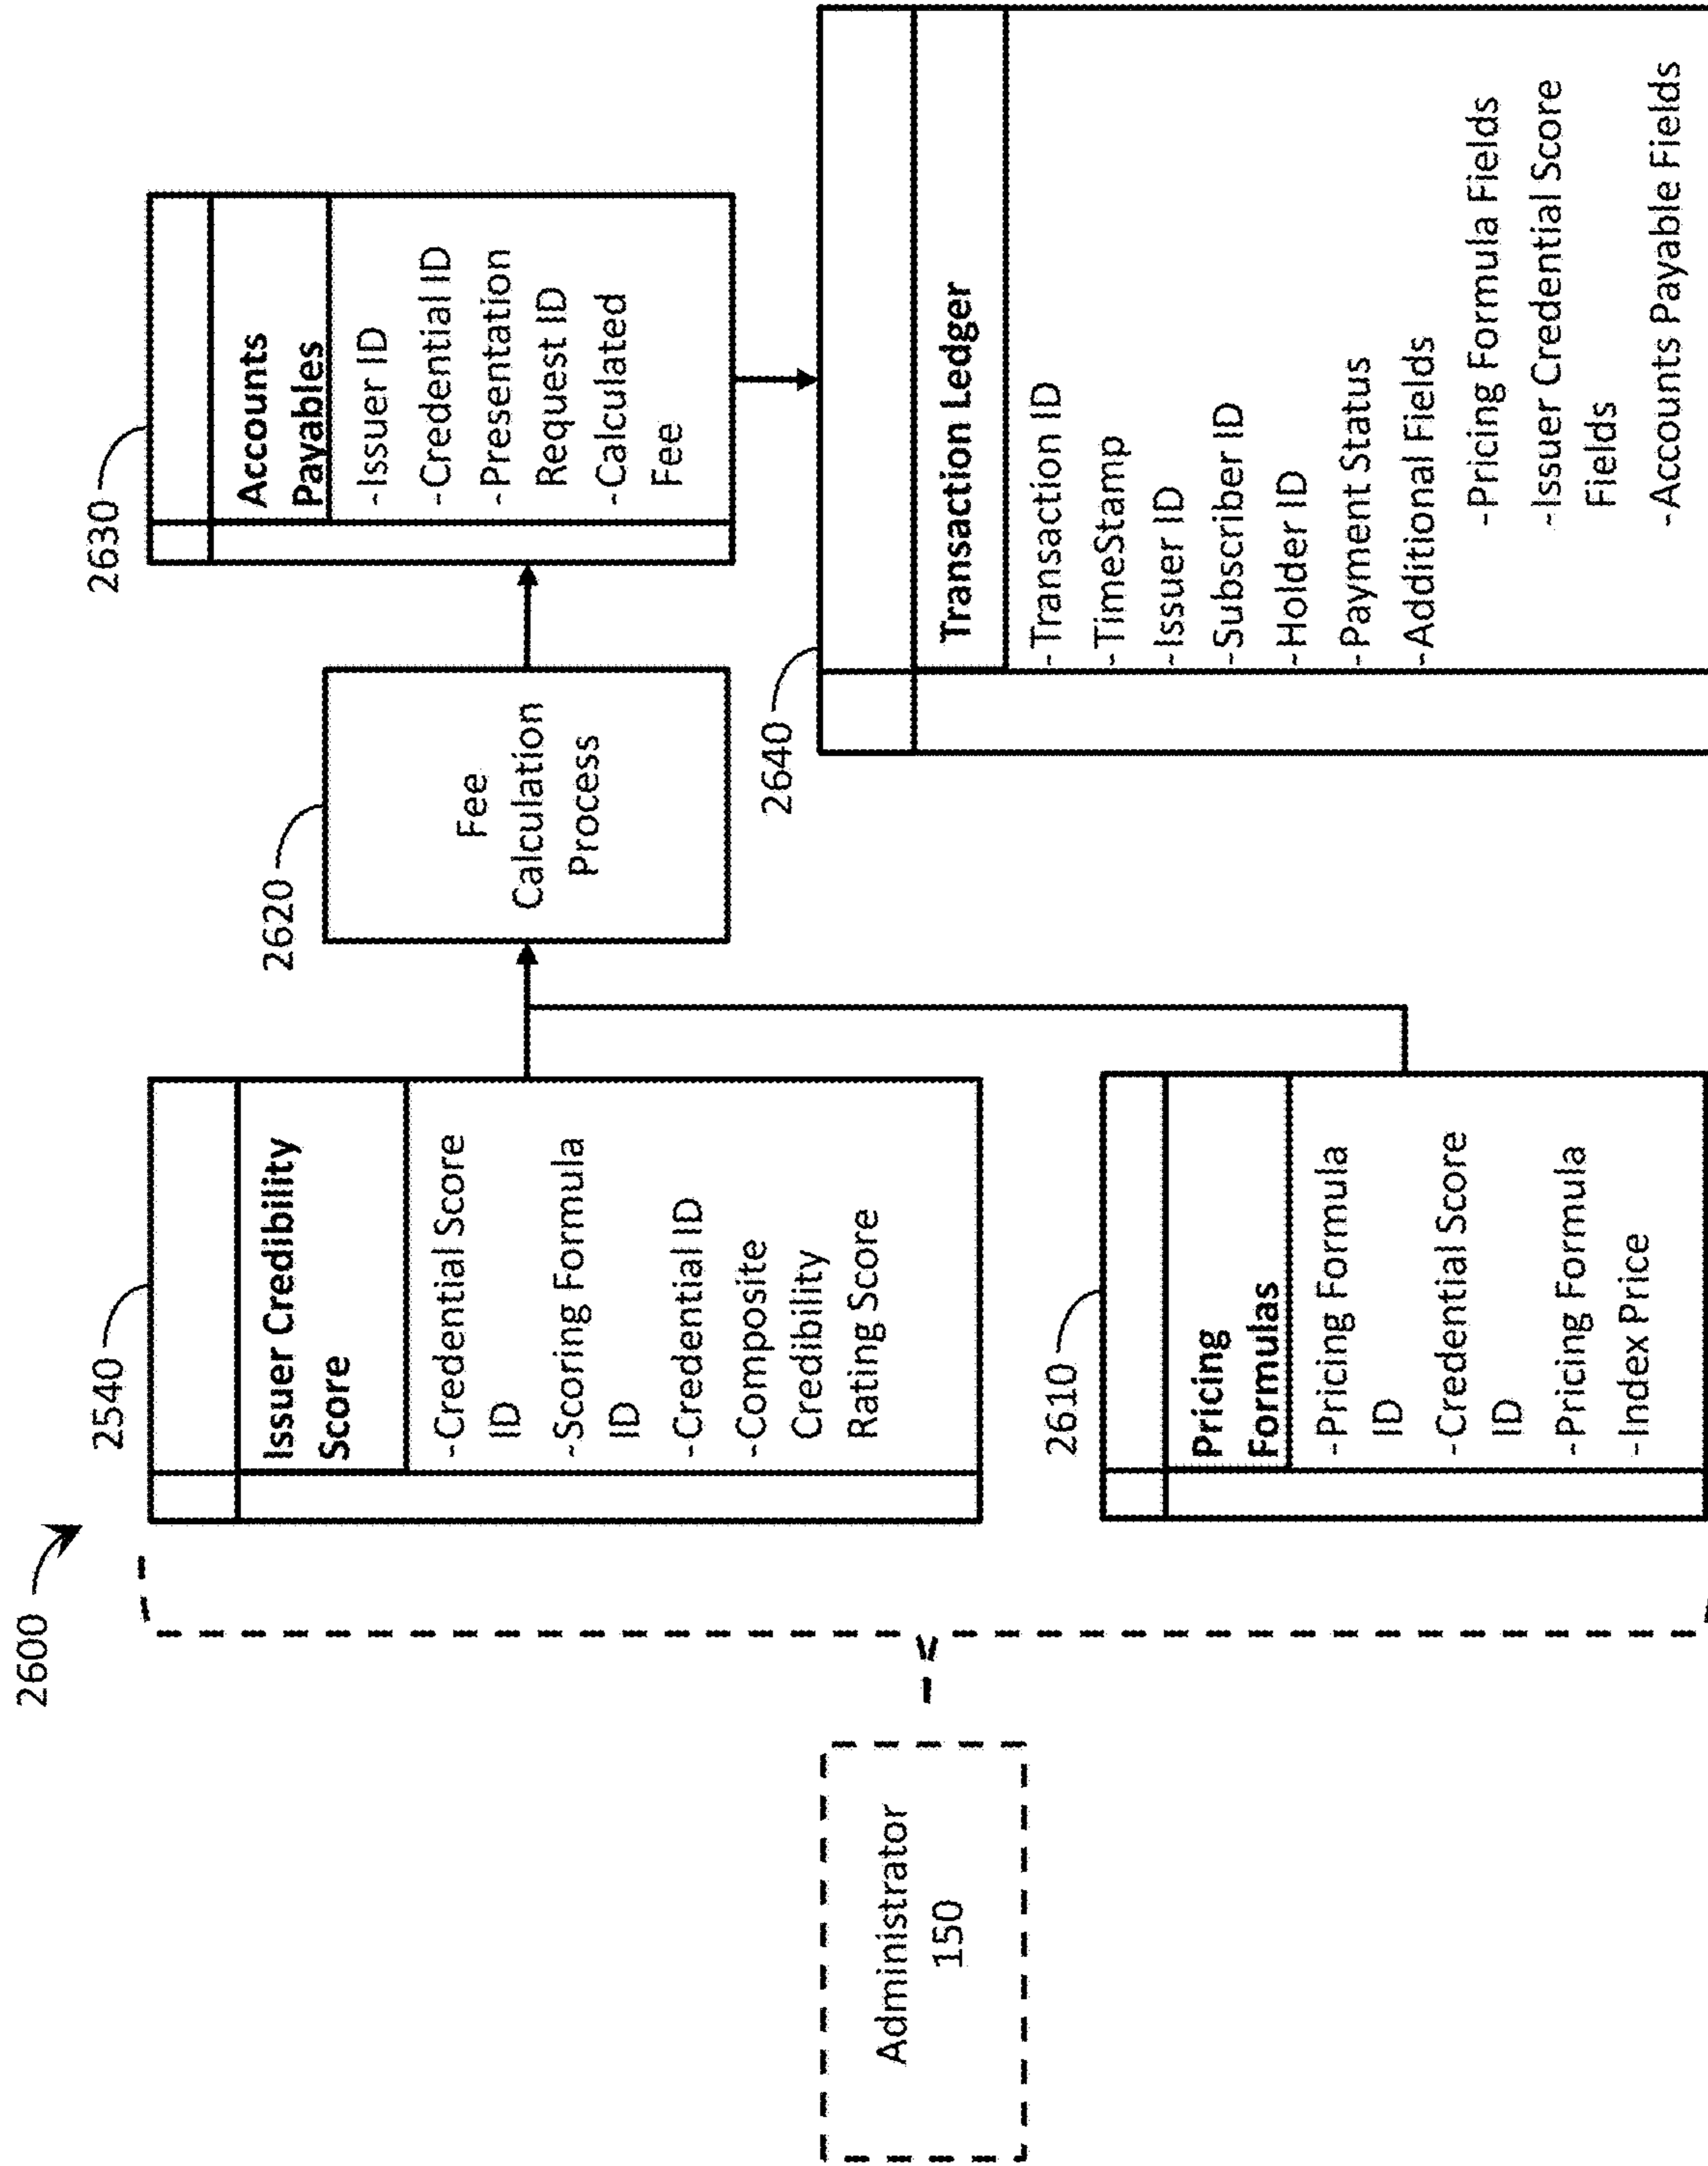 2600
Administrator
150
2540
Issuer Credibility
Score
-Credential Score
ID
-Scoring Formula
ID
-Credential ID
-Composite
Credibility
Rating Score
2610
Pricing
Formulas
-Pricing Formula
ID
-Credential Score
ID
-Pricing Formula
-Index Price
2620
Fee
Calculation
Process
2630
Accounts
Payables
-Issuer ID
-Credential ID
-Presentation
Request ID
-Calculated
Fee
2640
Transaction Ledger
-Transaction ID
-TimeStamp
-Issuer ID
-Subscriber ID
-Holder ID
-Payment Status
-Additional Fields
-Pricing Formula Fields
-Issuer Credential Score
Fields
-Accounts Payable Fields